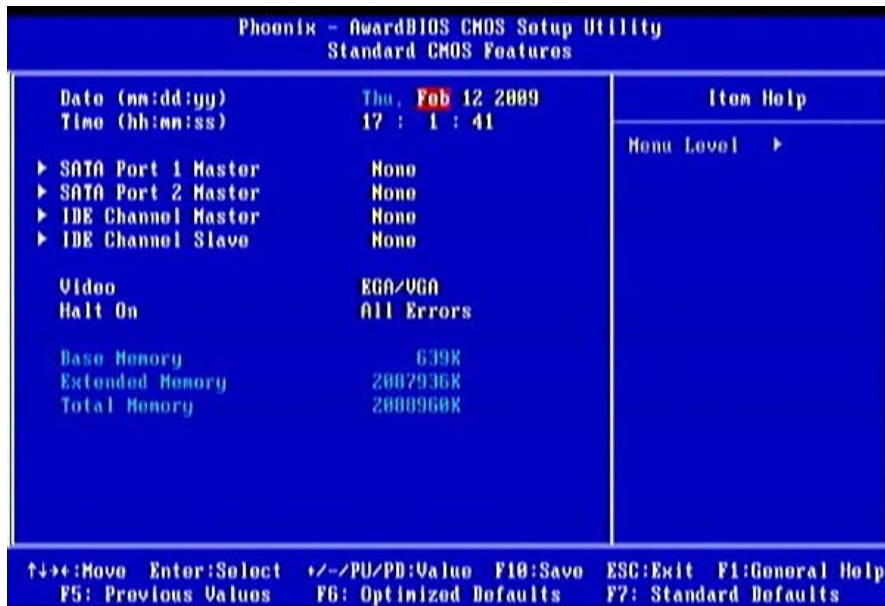 Phoenix - AwardBIOS CMOS Setup Utility
Standard CMOS Features
Date (mm:dd:yy) Thu, Feb 12 2009
Time (hh:mm:ss) 17 : 1 : 41
SATA Port 1 Master None
SATA Port 2 Master None
IDE Channel Master None
IDE Channel Slave None
Video EGA/VGA
Halt On All Errors
Base Memory 639K
Extended Memory 2087936K
Total Memory 2088960K
Item Help
Menu Level
↑↓→←:Move Enter:Select +/-/PU/PD:Value F10:Save ESC:Exit F1:General Help
F5: Previous Values F6: Optimized Defaults F7: Standard Defaults